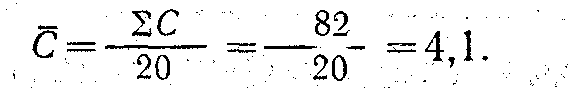 C̄ = ΣC / 20 = 82 / 20 = 4,1.